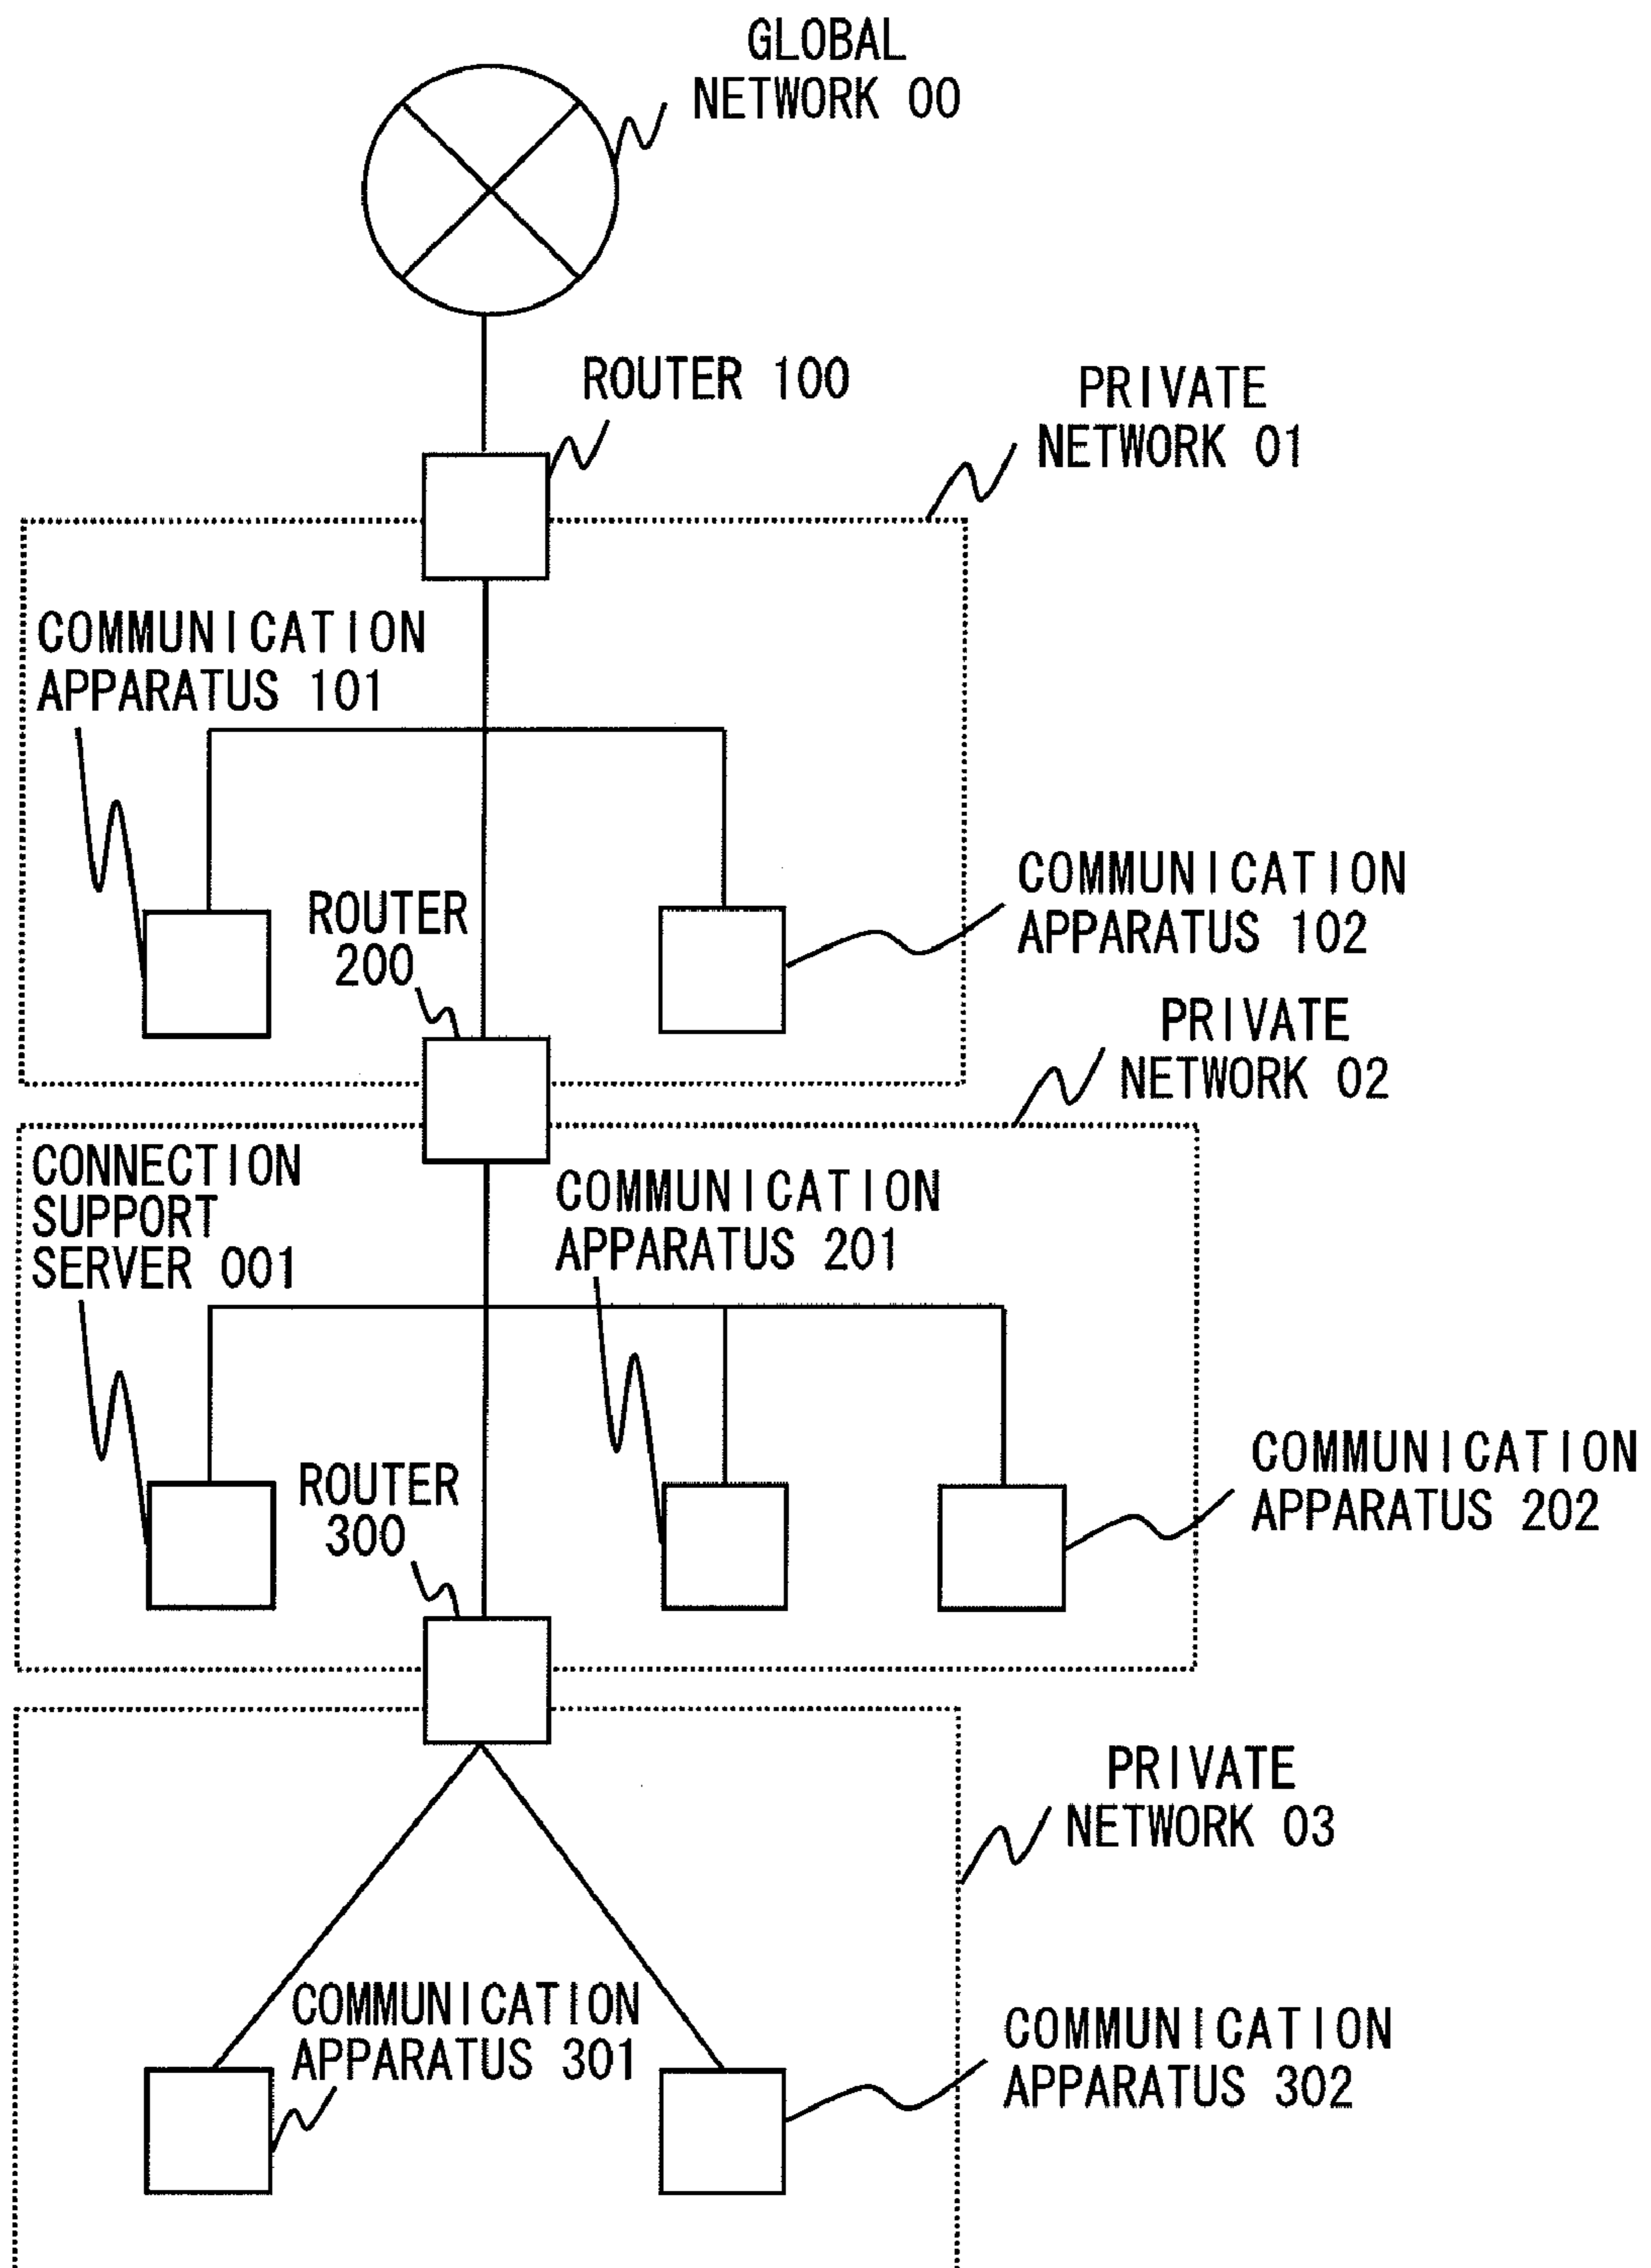 GLOBAL
NETWORK 00
ROUTER 100
PRIVATE
NETWORK 01
COMMUNICATION
APPARATUS 101
ROUTER
200
COMMUNICATION
APPARATUS 102
PRIVATE
NETWORK 02
CONNECTION
SUPPORT
SERVER 001
COMMUNICATION
APPARATUS 201
ROUTER
300
COMMUNICATION
APPARATUS 202
PRIVATE
NETWORK 03
COMMUNICATION
APPARATUS 301
COMMUNICATION
APPARATUS 302